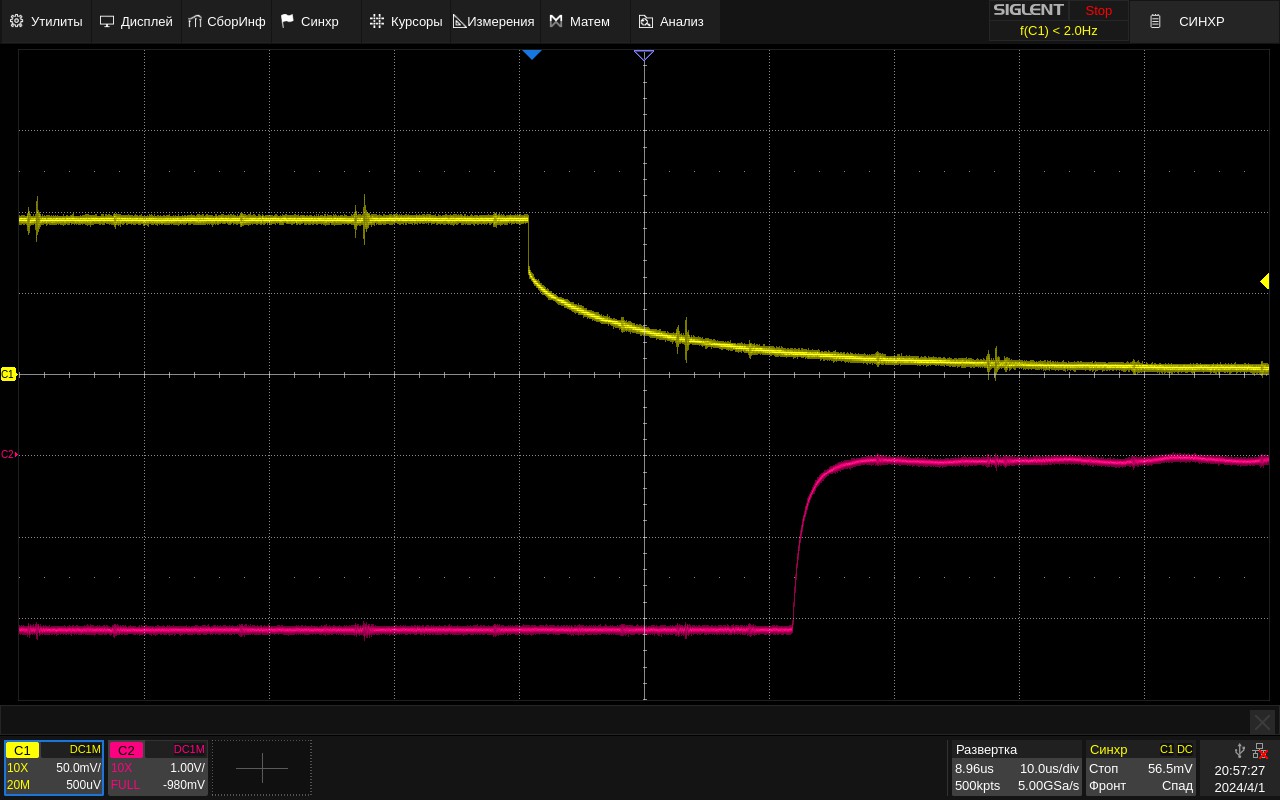 Утилиты Дисплей СборИнф Синхр Курсоры Измерения Матем Анализ SIGLENT Stop СИНХР
f(C1) < 2.0Hz
C1
C2
C1 DC1M C2 DC1M Развертка Синхр C1 DC
10X 50.0mV/ 10X 1.00V/ 8.96us 10.0us/div Стоп 56.5mV 20:57:27
20M 500uV FULL -980mV 500kpts 5.00GSa/s Фронт Спад 2024/4/1